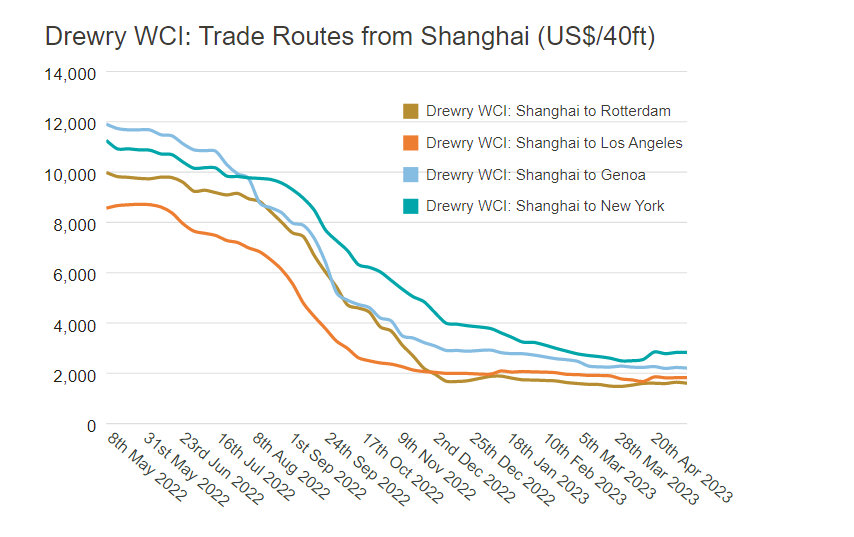 Drewry WCI: Trade Routes from Shanghai (US$/40ft)
14,000
12,000
10,000
8,000
6,000
4,000
2,000
0
Drewry WCI: Shanghai to Rotterdam
Drewry WCI: Shanghai to Los Angeles
Drewry WCI: Shanghai to Genoa
Drewry WCI: Shanghai to New York
8th May 2022
31st May 2022
23rd Jun 2022
16th Jul 2022
8th Aug 2022
1st Sep 2022
24th Sep 2022
17th Oct 2022
9th Nov 2022
2nd Dec 2022
25th Dec 2022
18th Jan 2023
10th Feb 2023
5th Mar 2023
28th Mar 2023
20th Apr 2023